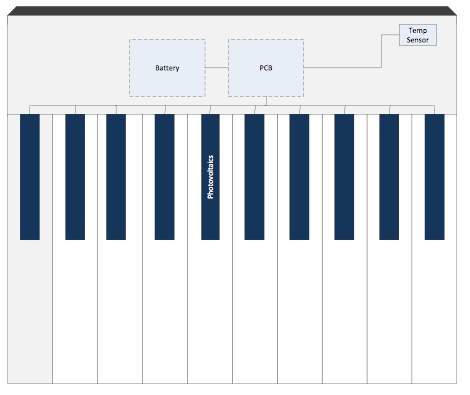 Temp
Sensor
Battery
PCB
Photovoltaics